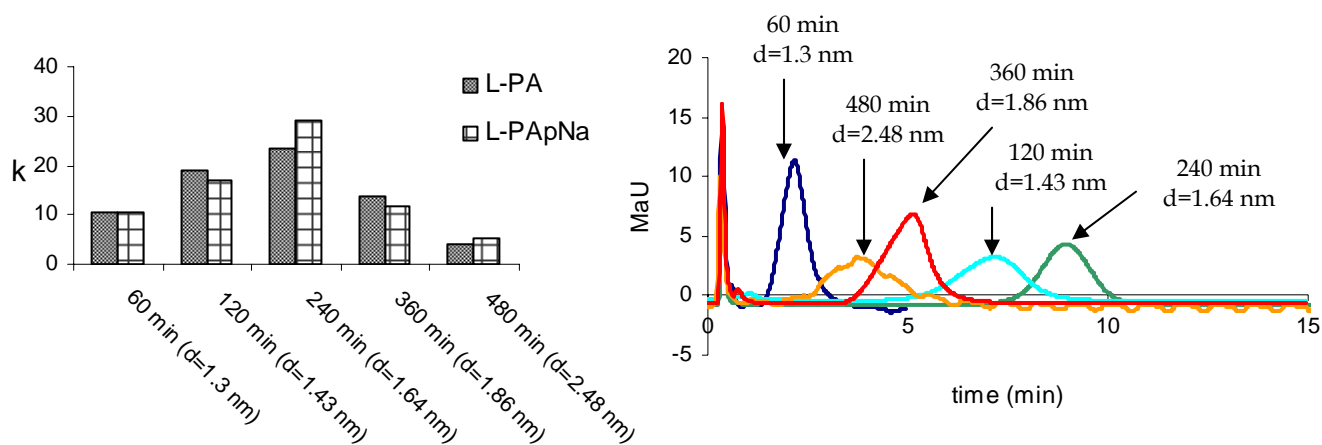 40
30
20
10
0
k
L-PA
L-PApNa
60 min (d=1.3 nm)
120 min (d=1.43 nm)
240 min (d=1.64 nm)
360 min (d=1.86 nm)
480 min (d=2.48 nm)
20
15
10
5
0
-5
MaU
60 min
d=1.3 nm
480 min
d=2.48 nm
360 min
d=1.86 nm
120 min
d=1.43 nm
240 min
d=1.64 nm
0
5
10
15
time (min)